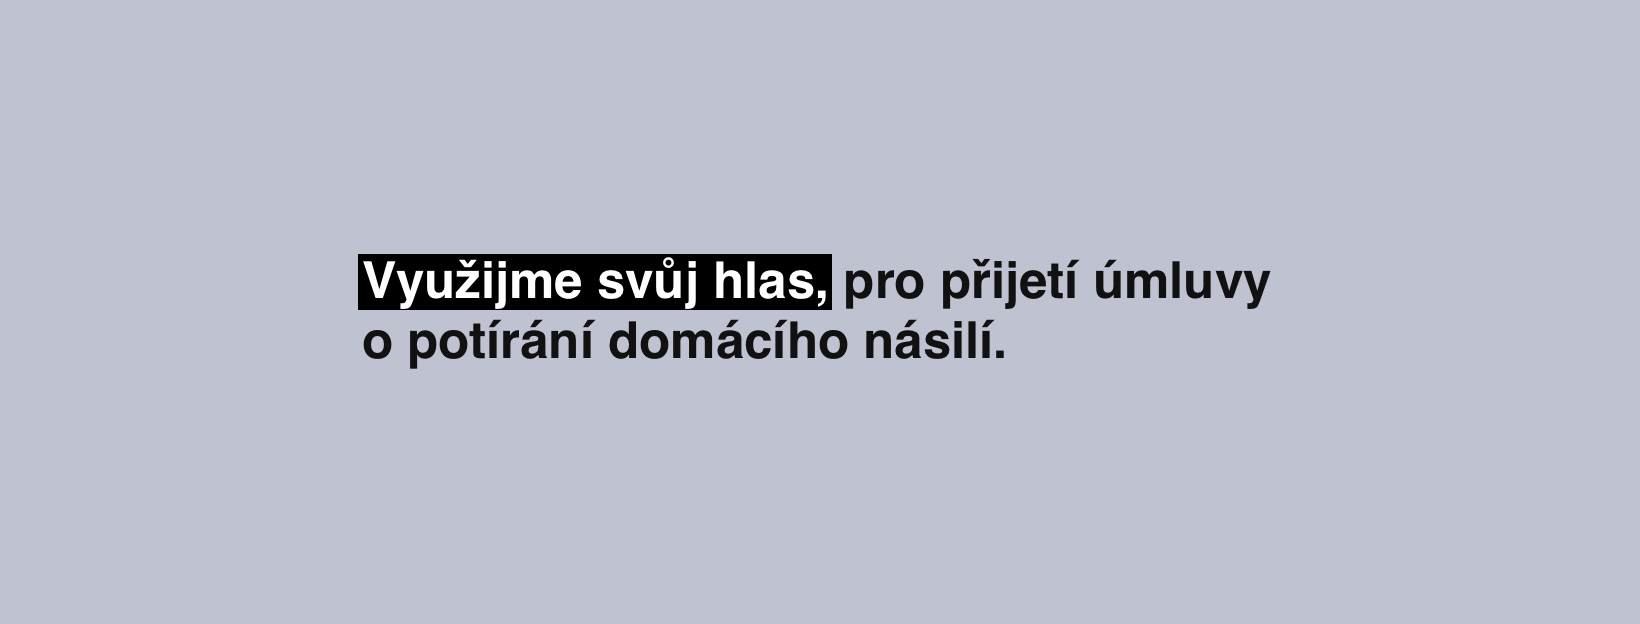 Využijme svůj hlas, pro přijetí úmluvy
o potírání domácího násilí.